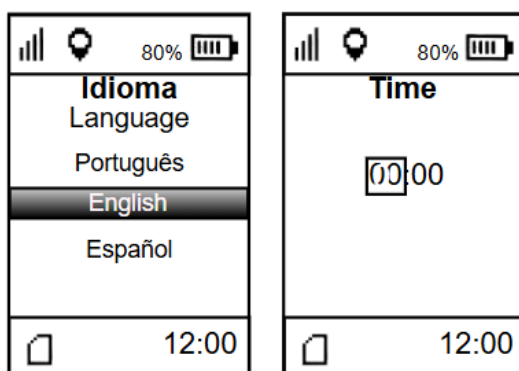 80%
Idioma
Language
Português
English
Español
12:00
80%
Time
00:00
12:00